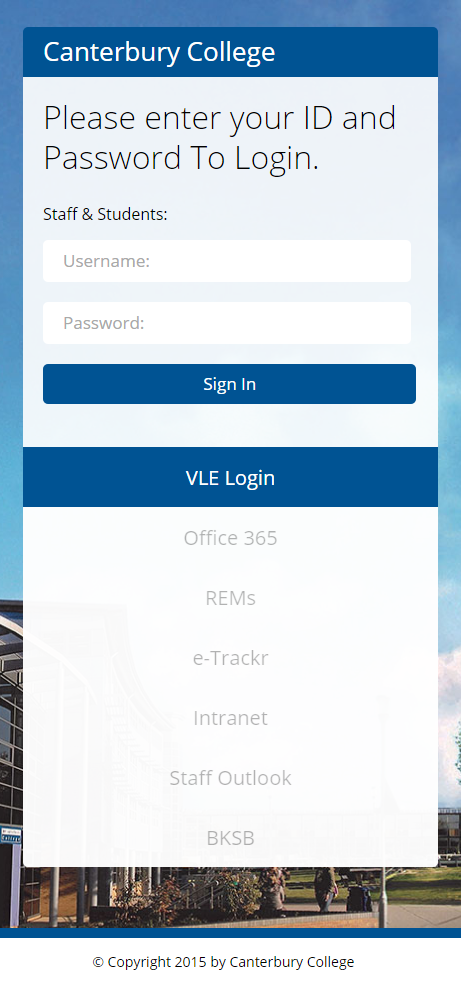 Canterbury College
Please enter your ID and
Password To Login.
Staff & Students:
Username:
Password:
Sign In
VLE Login
Office 365
REMs
e-Trackr
Intranet
Staff Outlook
BKSB
© Copyright 2015 by Canterbury College